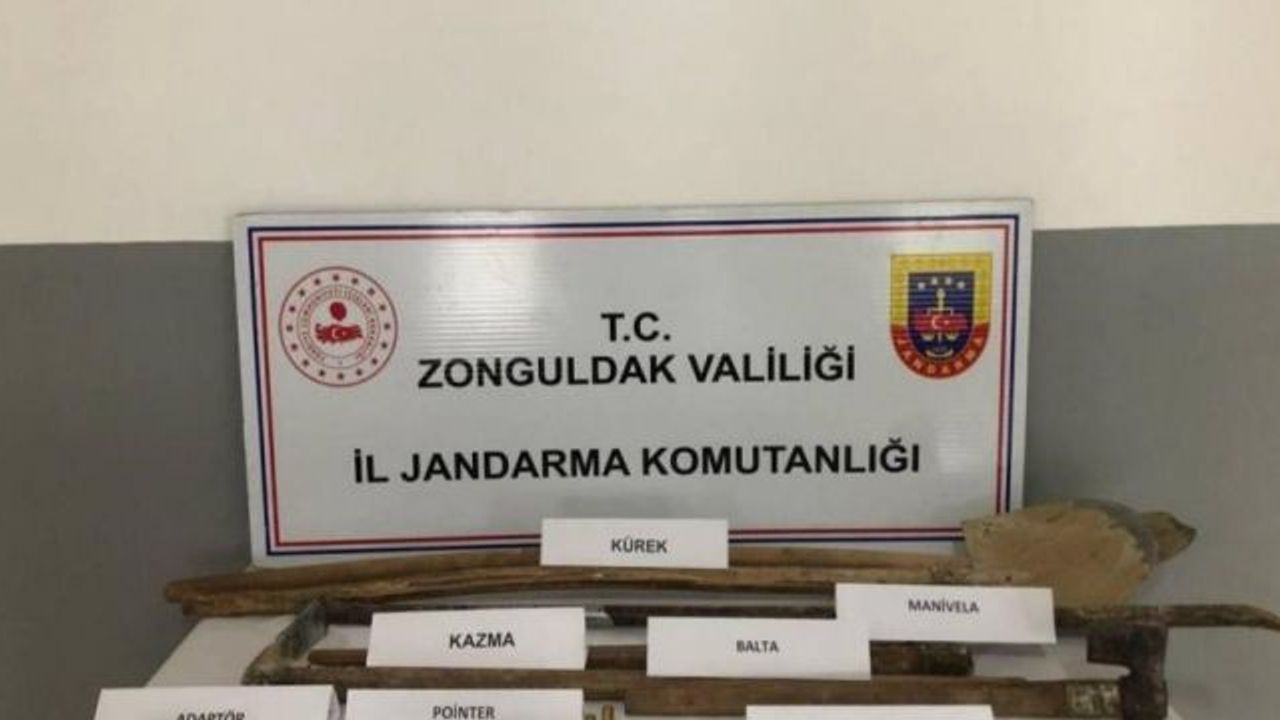 T.C.
ZONGULDAK VALİLİĞİ
İL JANDARMA KOMUTANLIĞI
JANDARMA
KÜREK
MANİVELA
KAZMA
BALTA
ADAPTÖR
POİNTER